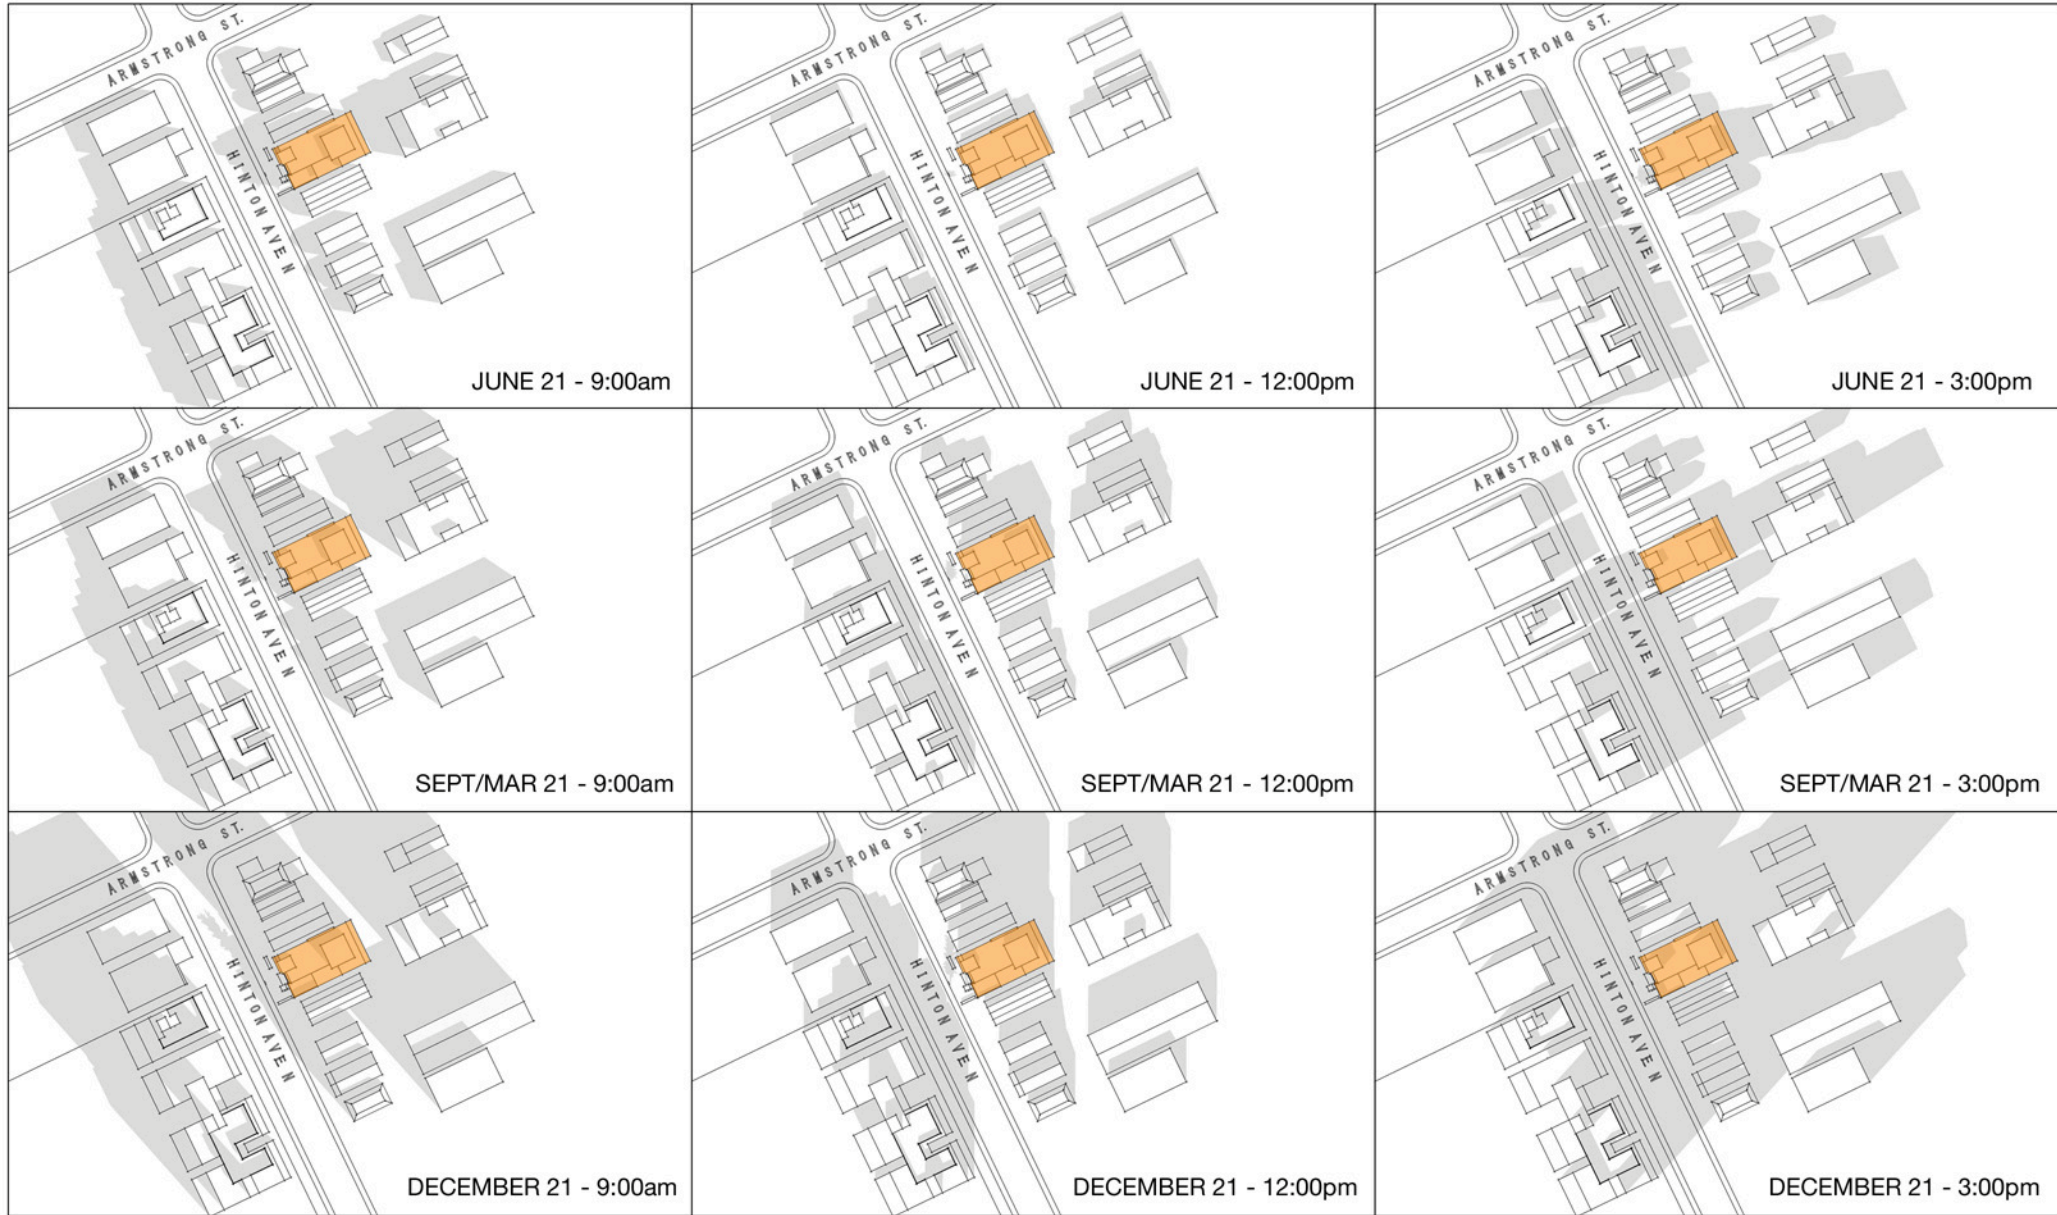 ARMSTRONG ST.
HINTON AVE N
JUNE 21 - 9:00am
ARMSTRONG ST.
HINTON AVE N
JUNE 21 - 12:00pm
ARMSTRONG ST.
HINTON AVE N
JUNE 21 - 3:00pm
ARMSTRONG ST.
HINTON AVE N
SEPT/MAR 21 - 9:00am
ARMSTRONG ST.
HINTON AVE N
SEPT/MAR 21 - 12:00pm
ARMSTRONG ST.
HINTON AVE N
SEPT/MAR 21 - 3:00pm
ARMSTRONG ST.
HINTON AVE N
DECEMBER 21 - 9:00am
ARMSTRONG ST.
HINTON AVE N
DECEMBER 21 - 12:00pm
ARMSTRONG ST.
HINTON AVE N
DECEMBER 21 - 3:00pm